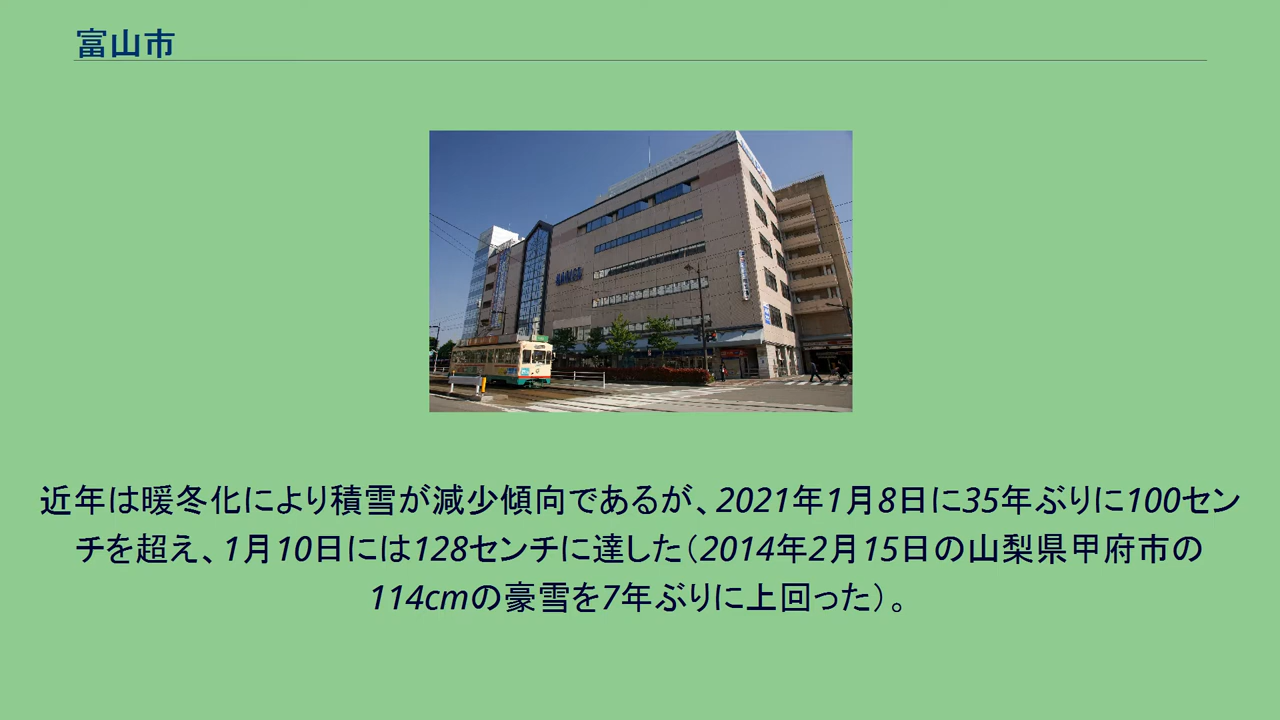 富山市
近年は暖冬化により積雪が減少傾向であるが、2021年1月8日に35年ぶりに100セン
チを超え、1月10日には128センチに達した（2014年2月15日の山梨県甲府市の
114cmの豪雪を7年ぶりに上回った）。